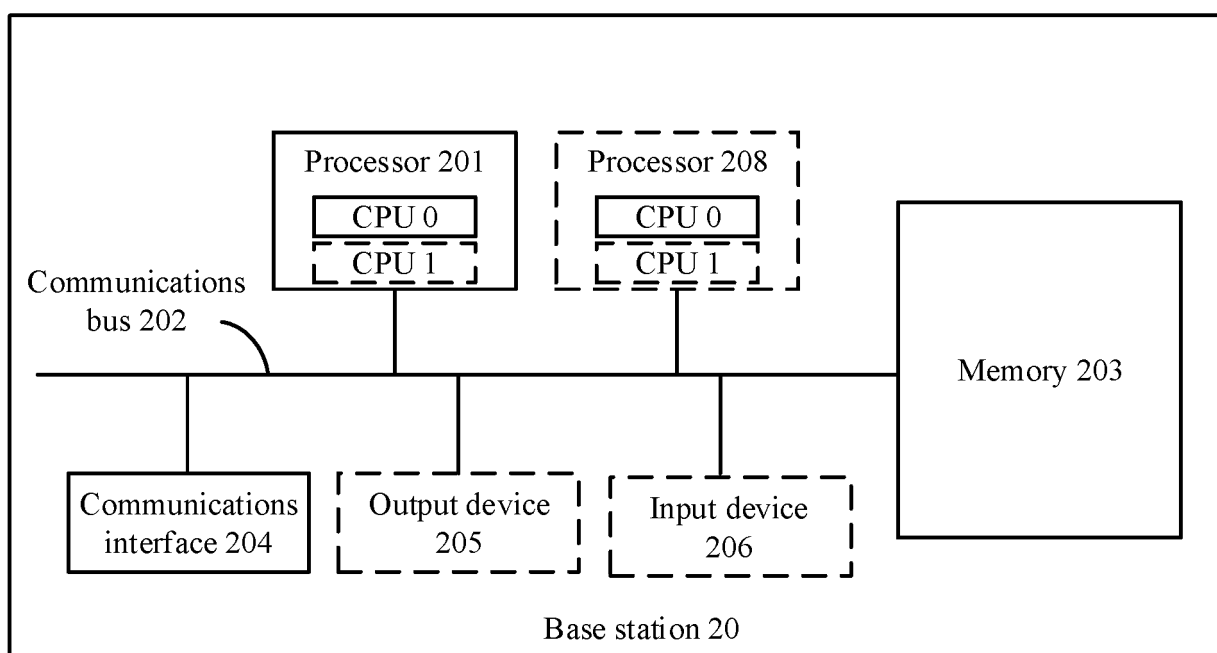 Processor 201
CPU 0
CPU 1
Processor 208
CPU 0
CPU 1
Communications
bus 202
Memory 203
Communications
interface 204
Output device
205
Input device
206
Base station 20